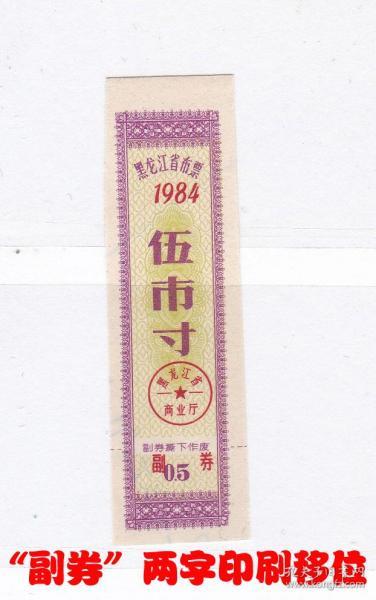 黑龙江省布票
1984
伍市寸
黑龙江省
商业厅
副券撕下作废
副 0.5 券
“副券”两字印刷移位